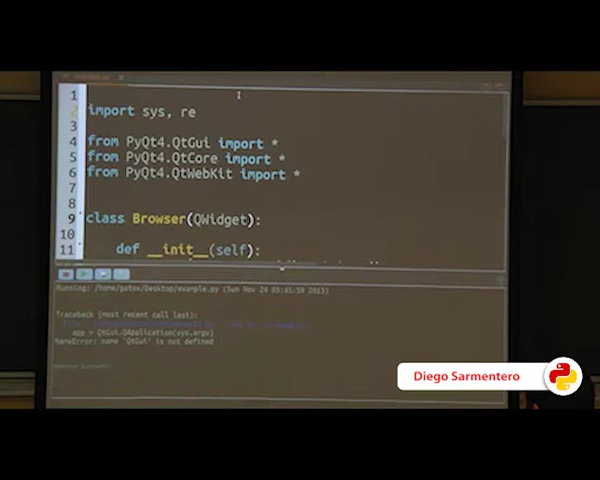 1
2 import sys, re
3
4 from PyQt4.QtGui import *
5 from PyQt4.QtCore import *
6 from PyQt4.QtWebKit import *
7
8
9 class Browser(QWidget):
10
11 def __init__(self):
Running: /home/gatox/Desktop/example.py (Sun Nov 24 05:41:59 2013)
Traceback (most recent call last):
app = QtGui.QApplication(sys.argv)
NameError: name 'QtGui' is not defined
Diego Sarmentero